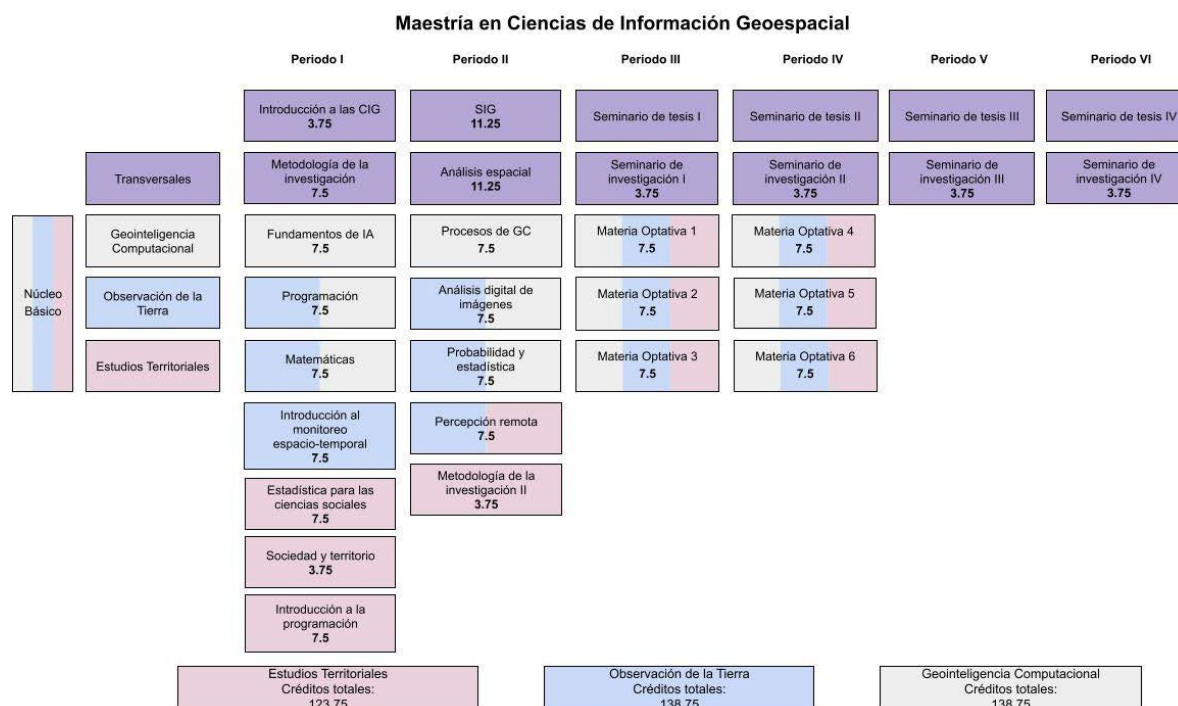 Maestría en Ciencias de Información Geoespacial
Periodo I
Periodo II
Periodo III
Periodo IV
Periodo V
Periodo VI
Introducción a las CIG
3.75
SIG
11.25
Seminario de tesis I
Seminario de tesis II
Seminario de tesis III
Seminario de tesis IV
Transversales
Metodología de la
investigación
7.5
Análisis espacial
11.25
Seminario de
investigación I
3.75
Seminario de
investigación II
3.75
Seminario de
investigación III
3.75
Seminario de
investigación IV
3.75
Núcleo
Básico
Geointeligencia
Computacional
Fundamentos de IA
7.5
Procesos de GC
7.5
Materia Optativa 1
7.5
Materia Optativa 4
7.5
Observación de la
Tierra
Programación
7.5
Análisis digital de
imágenes
7.5
Materia Optativa 2
7.5
Materia Optativa 5
7.5
Estudios Territoriales
Matemáticas
7.5
Probabilidad y
estadística
7.5
Materia Optativa 3
7.5
Materia Optativa 6
7.5
Introducción al
monitoreo
espacio-temporal
7.5
Percepción remota
7.5
Metodología de la
investigación II
3.75
Estadística para las
ciencias sociales
7.5
Sociedad y territorio
3.75
Introducción a la
programación
7.5
Estudios Territoriales
Créditos totales:
123.75
Observación de la Tierra
Créditos totales:
138.75
Geointeligencia Computacional
Créditos totales:
138.75